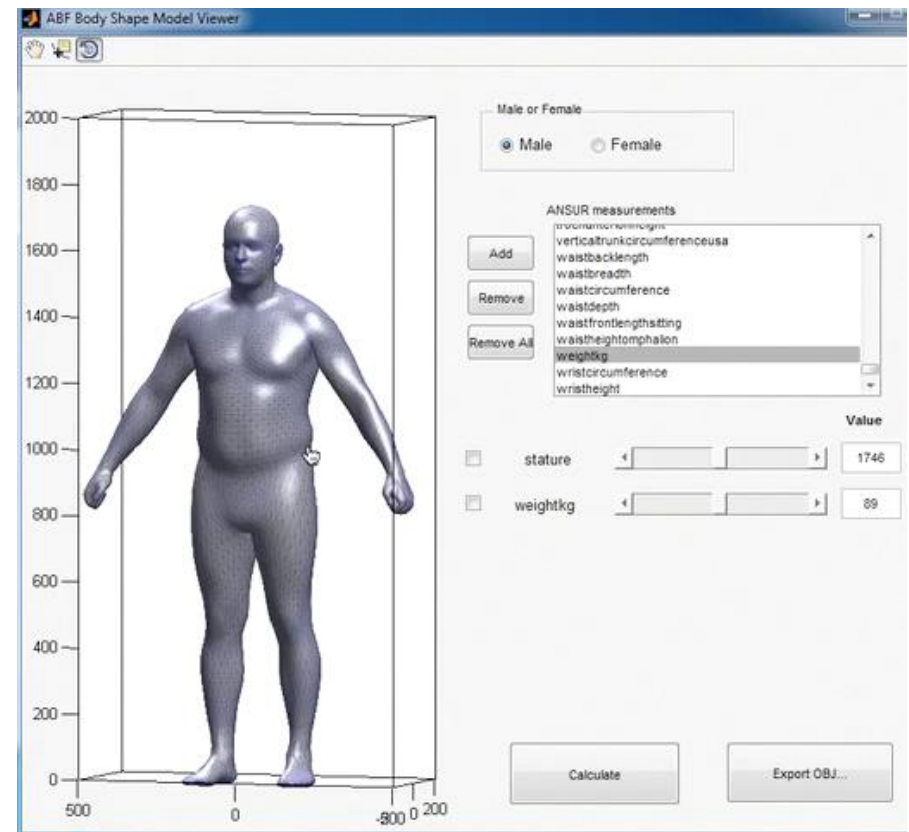 ABF Body Shape Model Viewer
Male or Female
Male
Female
ANSUR measurements
verticaltrunkcircumferenceusa
waistbacklength
waistbreadth
waistcircumference
waistdepth
waistfrontlengthsitting
waistheightomphalion
weightkg
wristcircumference
wristheight
Add
Remove
Remove All
Value
stature
1746
weightkg
89
Calculate
Export OBJ...
2000
1800
1600
1400
1200
1000
800
600
400
200
0
500
0
0
200